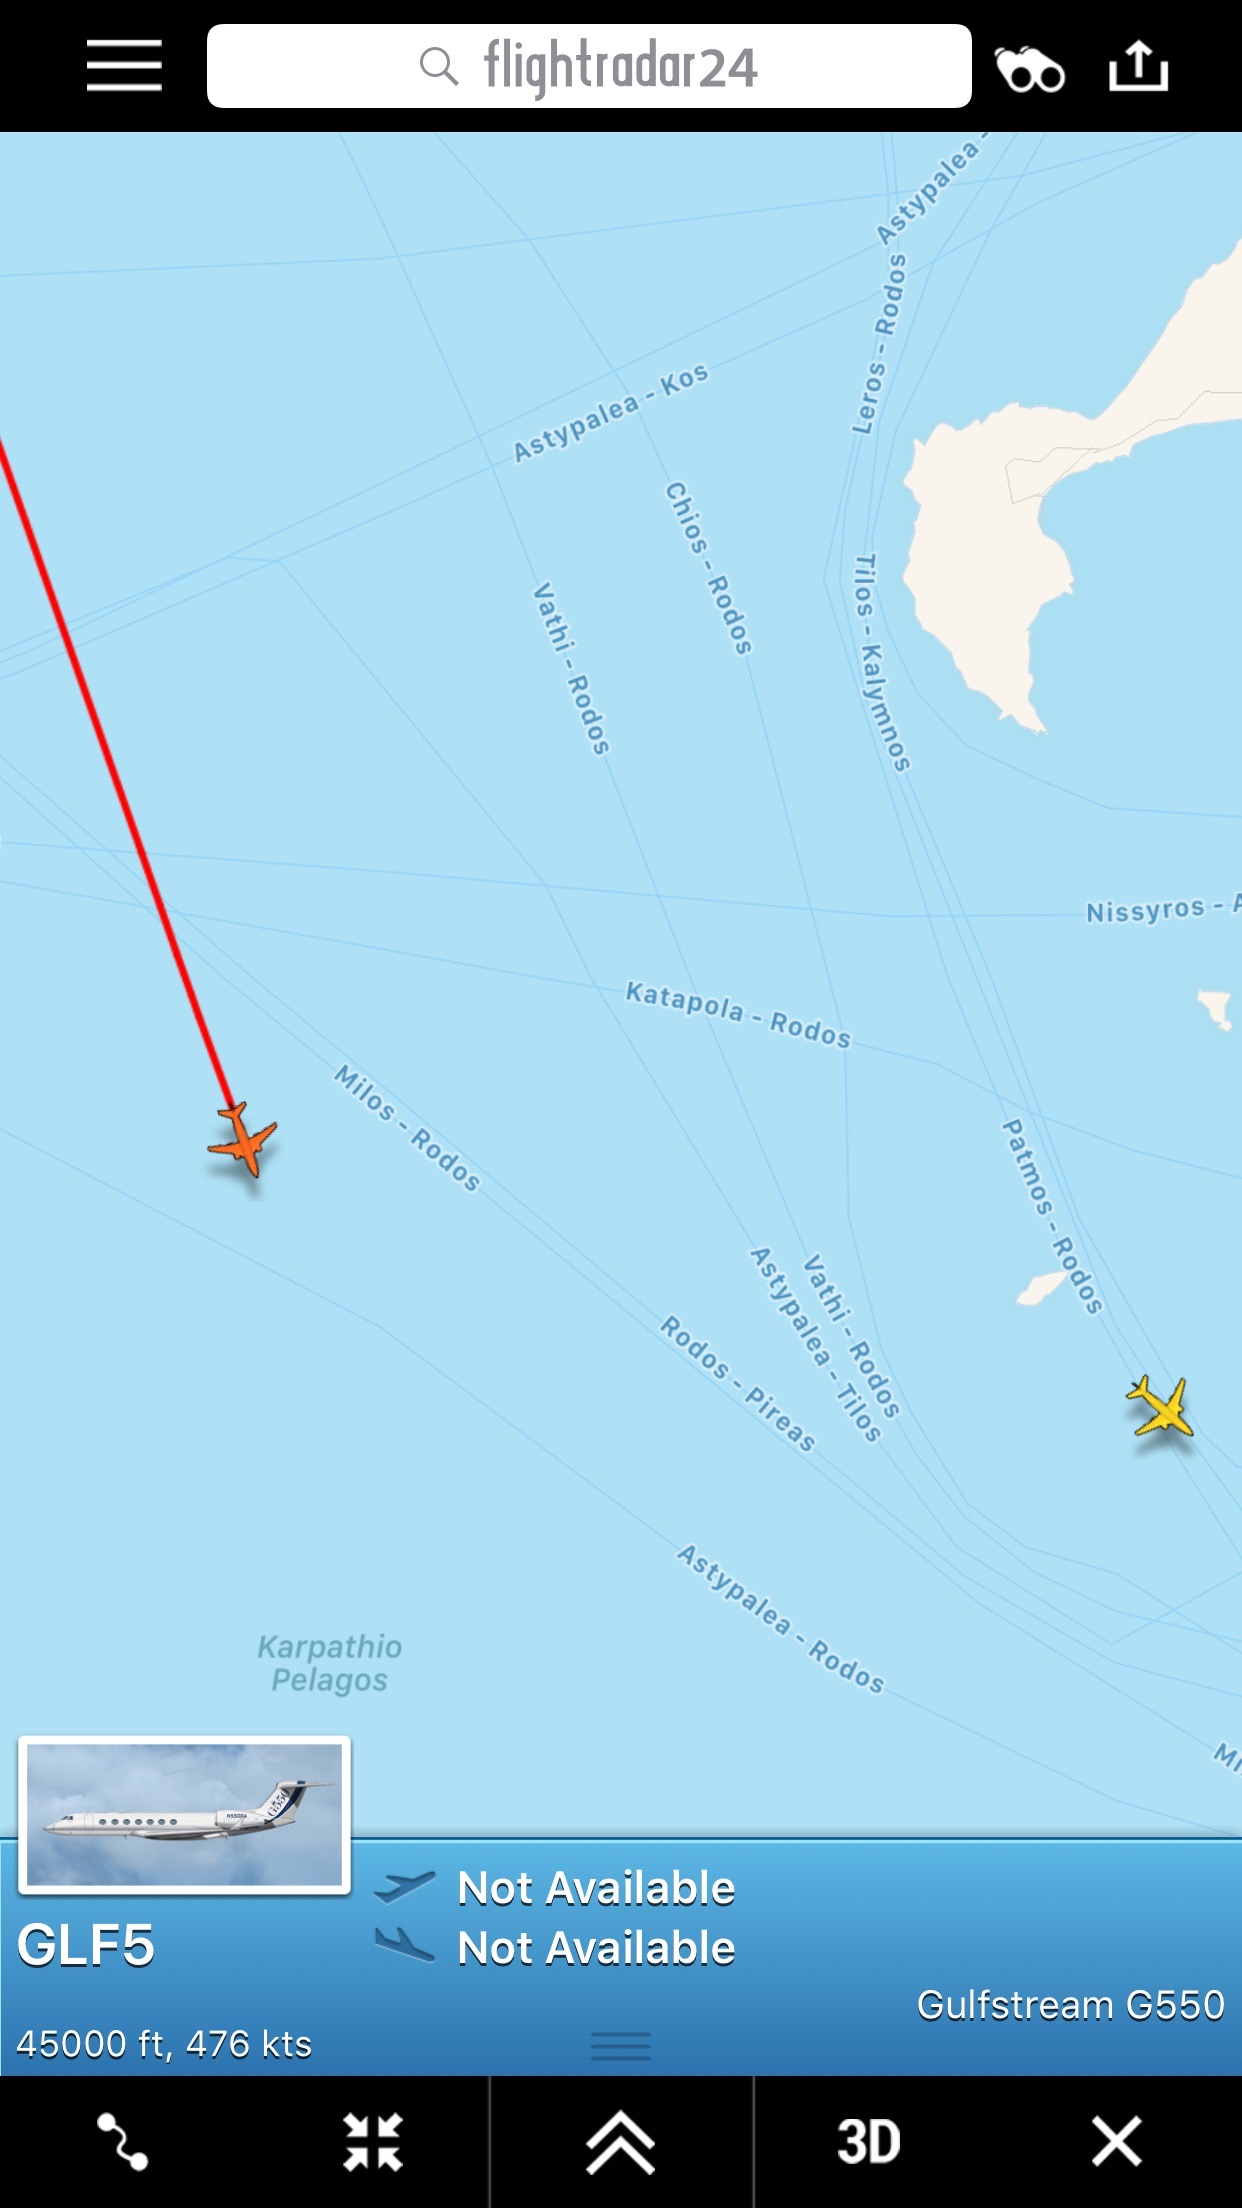 flightradar24
Astypalea -
Leros - Rodos
Astypalea - Kos
Chios - Rodos
Tilos - Kalymnos
Vathi - Rodos
Nissyros - A
Katapola - Rodos
Milos - Rodos
Patmos - Rodos
Vathi - Rodos
Astypalea - Tilos
Rodos - Pireas
Astypalea - Rodos
Karpathio
Pelagos
Mi
G550
Not Available
GLF5
Not Available
Gulfstream G550
45000 ft, 476 kts
3D